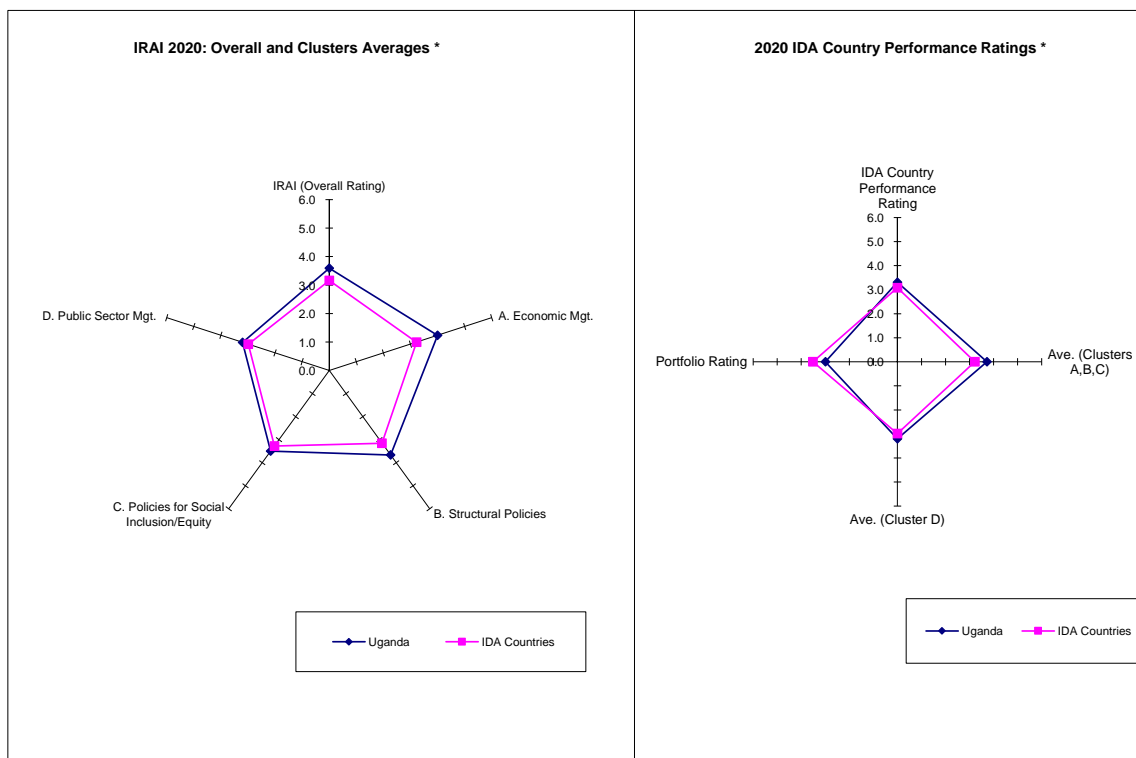 IRAI 2020: Overall and Clusters Averages *
IRAI (Overall Rating)
6.0
5.0
4.0
3.0
2.0
1.0
0.0
A. Economic Mgt.
B. Structural Policies
C. Policies for Social
Inclusion/Equity
D. Public Sector Mgt.
Uganda
IDA Countries
2020 IDA Country Performance Ratings *
IDA Country
Performance
Rating
6.0
5.0
4.0
3.0
2.0
1.0
0.0
Ave. (Clusters
A,B,C)
Ave. (Cluster D)
Portfolio Rating
Uganda
IDA Countries